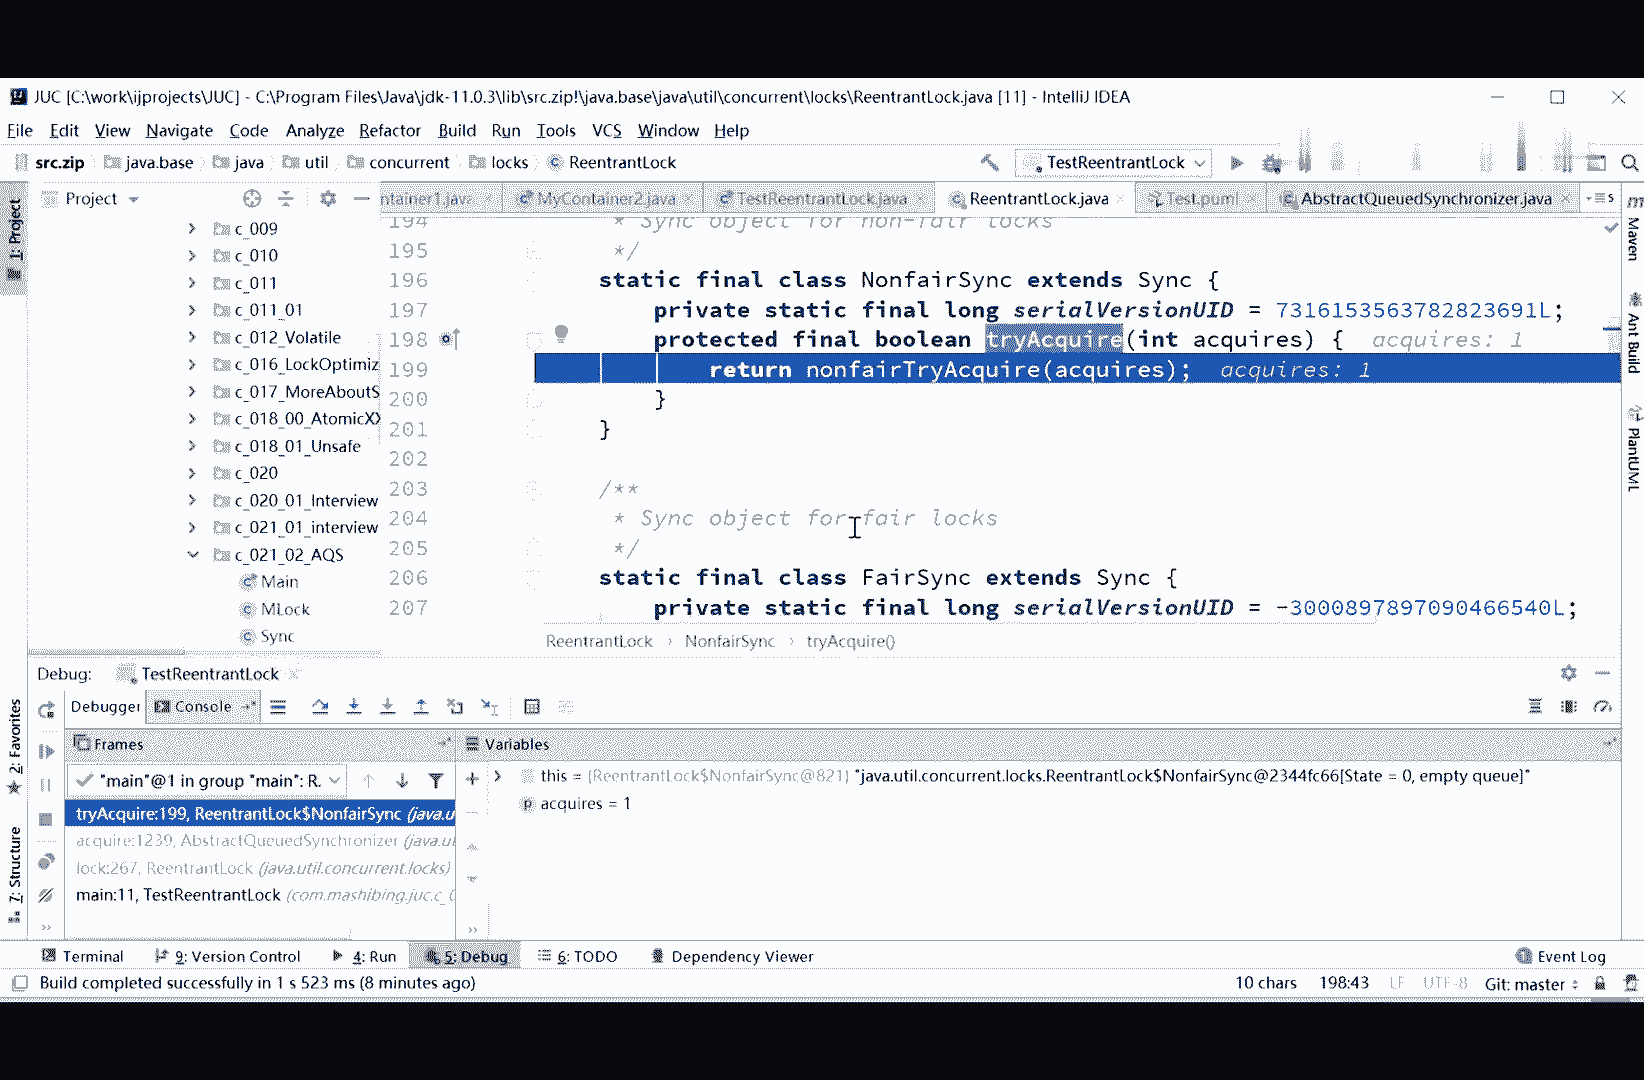 JUC [C:\work\ijprojects\JUC] - C:\Program Files\Java\jdk-11.0.3\lib\src.zip!\java.base\java\util\concurrent\locks\ReentrantLock.java [11] - IntelliJ IDEA
File Edit View Navigate Code Analyze Refactor Build Run Tools VCS Window Help
src.zip java.base java util concurrent locks ReentrantLock
TestReentrantLock
Project
ntainer1.java MyContainer2.java TestReentrantLock.java ReentrantLock.java Test.puml AbstractQueuedSynchronizer.java
1: Project
7: Structure
2: Favorites
Maven
Ant Build
PlantUML
c_009
c_010
c_011
c_011_01
c_012_Volatile
c_016_LockOptimiz
c_017_MoreAboutS
c_018_00_AtomicXX
c_018_01_Unsafe
c_020
c_020_01_Interview
c_021_01_interview
c_021_02_AQS
Main
MLock
Sync
194 * Sync object for non-fair locks
195 */
196 static final class NonfairSync extends Sync {
197 private static final long serialVersionUID = 7316153563782823691L;
198 protected final boolean tryAcquire(int acquires) { acquires: 1
199 return nonfairTryAcquire(acquires); acquires: 1
200 }
201 }
202
203 /**
204 * Sync object for fair locks
205 */
206 static final class FairSync extends Sync {
207 private static final long serialVersionUID = -3000897897090466540L;
ReentrantLock › NonfairSync › tryAcquire()
Debug: TestReentrantLock
Debugger Console
Frames
"main"@1 in group "main": R.
tryAcquire:199, ReentrantLock$NonfairSync (java.u
acquire:1239, AbstractQueuedSynchronizer (java.ut
lock:267, ReentrantLock (java.util.concurrent.locks)
main:11, TestReentrantLock (com.mashibing.juc.c_
Variables
this = {ReentrantLock$NonfairSync@821} "java.util.concurrent.locks.ReentrantLock$NonfairSync@2344fc66[State = 0, empty queue]"
acquires = 1
Terminal 9: Version Control 4: Run 5: Debug 6: TODO Dependency Viewer Event Log
Build completed successfully in 1 s 523 ms (8 minutes ago) 10 chars 198:43 LF UTF-8 Git: master